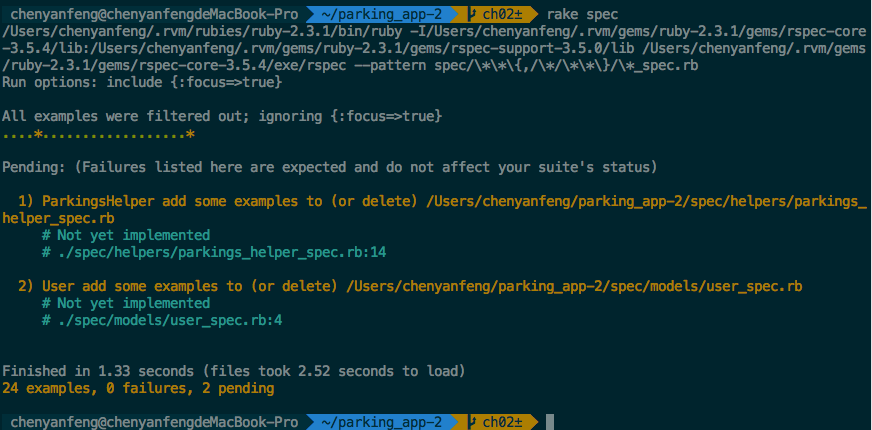 chenyanfeng@chenyanfengdeMacBook-Pro ~/parking_app-2 ch02± rake spec
/Users/chenyanfeng/.rvm/rubies/ruby-2.3.1/bin/ruby -I/Users/chenyanfeng/.rvm/gems/ruby-2.3.1/gems/rspec-core
-3.5.4/lib:/Users/chenyanfeng/.rvm/gems/ruby-2.3.1/gems/rspec-support-3.5.0/lib /Users/chenyanfeng/.rvm/gems
/ruby-2.3.1/gems/rspec-core-3.5.4/exe/rspec --pattern spec/\*\*\{,/\*/\*\*\}/\*_spec.rb
Run options: include {:focus=>true}
All examples were filtered out; ignoring {:focus=>true}
....*..................*
Pending: (Failures listed here are expected and do not affect your suite's status)
1) ParkingsHelper add some examples to (or delete) /Users/chenyanfeng/parking_app-2/spec/helpers/parkings_
helper_spec.rb
# Not yet implemented
# ./spec/helpers/parkings_helper_spec.rb:14
2) User add some examples to (or delete) /Users/chenyanfeng/parking_app-2/spec/models/user_spec.rb
# Not yet implemented
# ./spec/models/user_spec.rb:4
Finished in 1.33 seconds (files took 2.52 seconds to load)
24 examples, 0 failures, 2 pending
chenyanfeng@chenyanfengdeMacBook-Pro ~/parking_app-2 ch02±